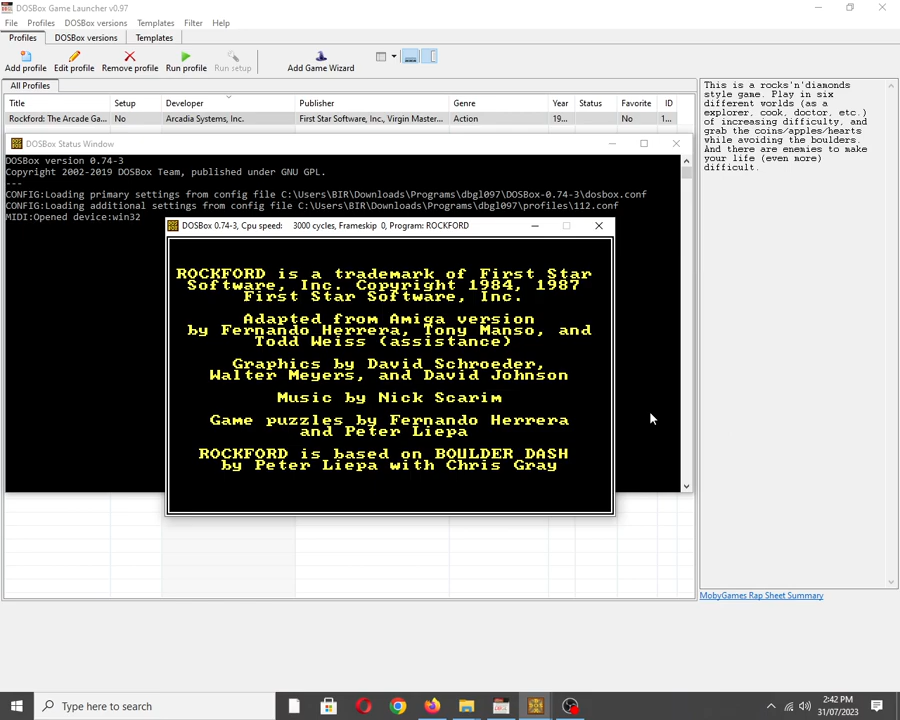 DOSBox Game Launcher v0.97
File Profiles DOSBox versions Templates Filter Help
Profiles DOSBox versions Templates
Add profile Edit profile Remove profile Run profile Run setup Add Game Wizard
All Profiles
Title Setup Developer Publisher Genre Year Status Favorite ID
Rockford: The Arcade Ga... No Arcadia Systems, Inc. First Star Software, Inc., Virgin Master... Action 19... No 1...
DOSBox Status Window
DOSBox version 0.74-3
Copyright 2002-2019 DOSBox Team, published under GNU GPL.
---
CONFIG:Loading primary settings from config file C:\Users\BIR\Downloads\Programs\dbgl097\DOSBox-0.74-3\dosbox.conf
CONFIG:Loading additional settings from config file C:\Users\BIR\Downloads\Programs\dbgl097\profiles\112.conf
MIDI:Opened device:win32
DOSBox 0.74-3, Cpu speed: 3000 cycles, Frameskip 0, Program: ROCKFORD
ROCKFORD is a trademark of First Star
Software, Inc. Copyright 1984, 1987
First Star Software, Inc.
Adapted from Amiga version
by Fernando Herrera, Tony Manso, and
Todd Weiss (assistance)
Graphics by David Schroeder,
Walter Meyers, and David Johnson
Music by Nick Scarim
Game puzzles by Fernando Herrera
and Peter Liepa
ROCKFORD is based on BOULDER DASH
by Peter Liepa with Chris Gray
This is a rocks'n'diamonds
style game. Play in six
different worlds (as a
explorer, cook, doctor, etc.)
of increasing difficulty, and
grab the coins/apples/hearts
while avoiding the boulders.
And there are enemies to make
your life (even more)
difficult.
MobyGames Rap Sheet Summary
Type here to search
2:42 PM
31/07/2023